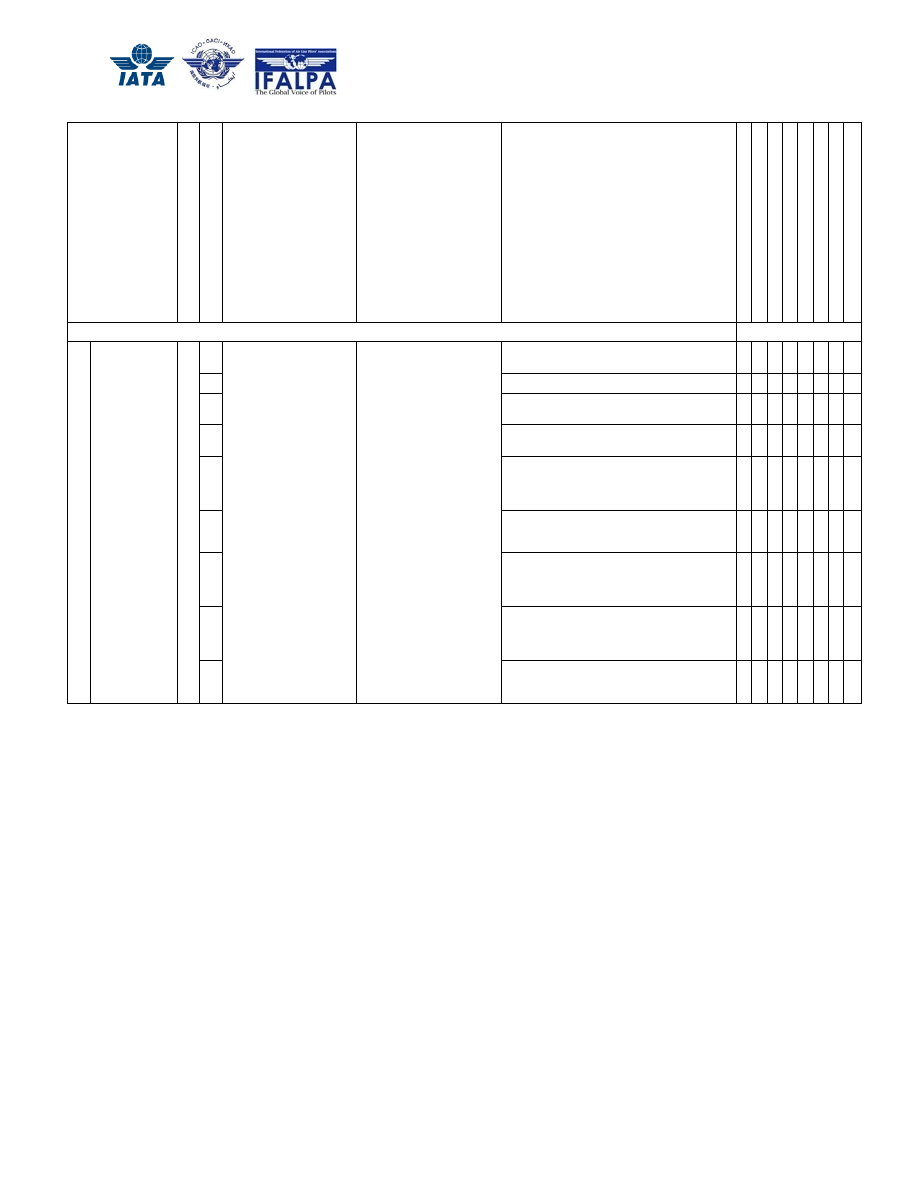 IATA
ICAO · OACI · ИКАО
International Federation of Air Line Pilots' Associations
IFALPA
The Global Voice of Pilots